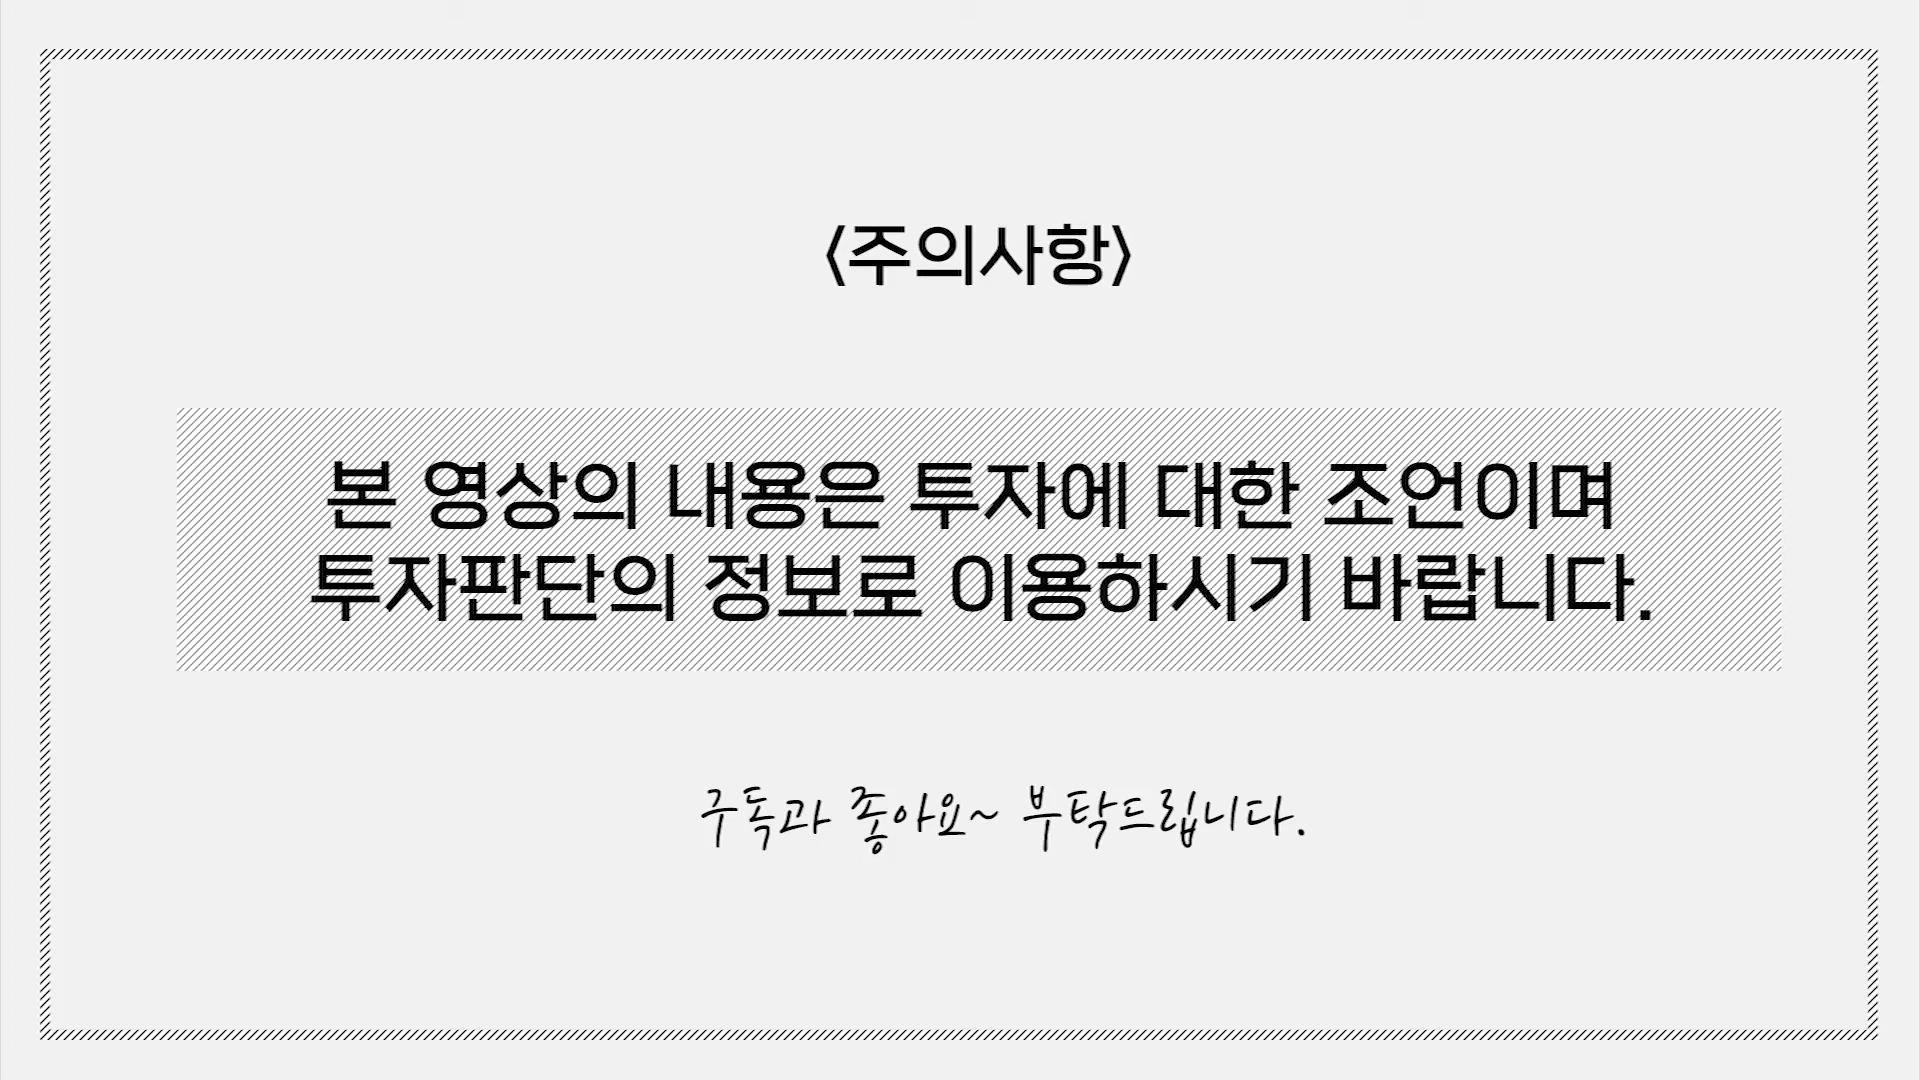 <주의사항>
본 영상의 내용은 투자에 대한 조언이며
투자판단의 정보로 이용하시기 바랍니다.
구독과 좋아요~ 부탁드립니다.